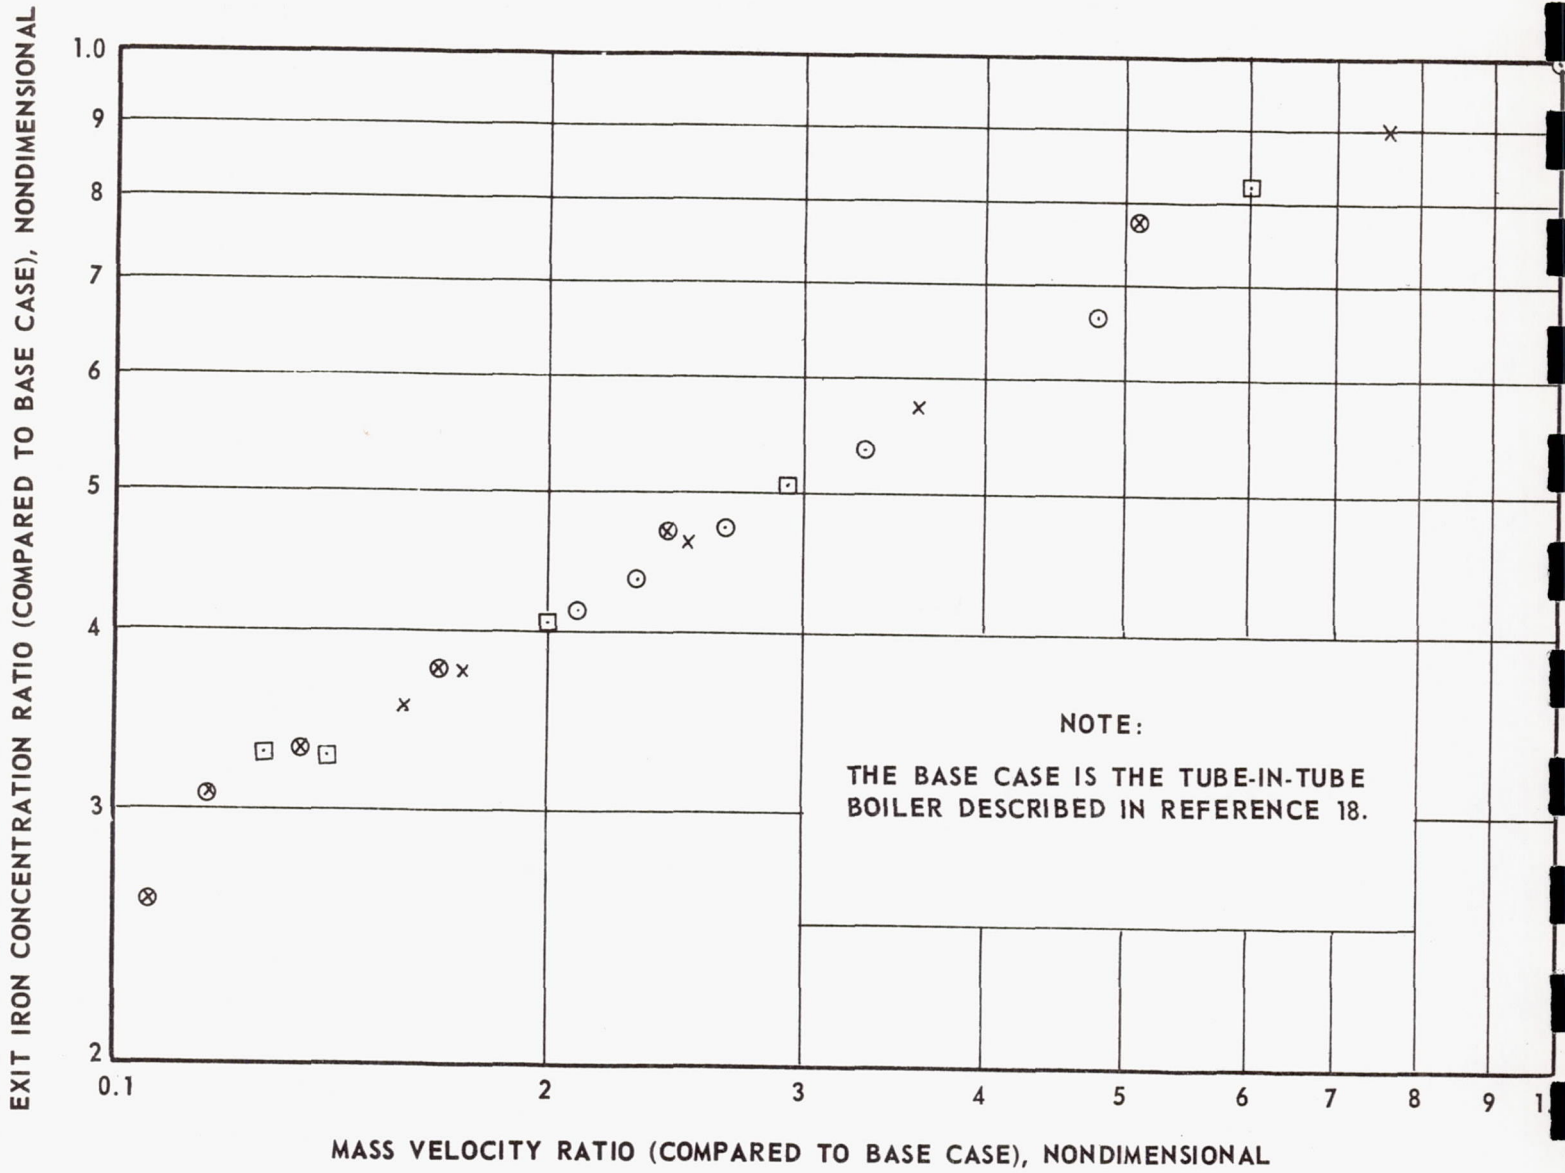 EXIT IRON CONCENTRATION RATIO (COMPARED TO BASE CASE), NONDIMENSIONAL
1.0
9
8
7
6
5
4
3
2
NOTE:
THE BASE CASE IS THE TUBE-IN-TUBE
BOILER DESCRIBED IN REFERENCE 18.
0.1 2 3 4 5 6 7 8 9
MASS VELOCITY RATIO (COMPARED TO BASE CASE), NONDIMENSIONAL